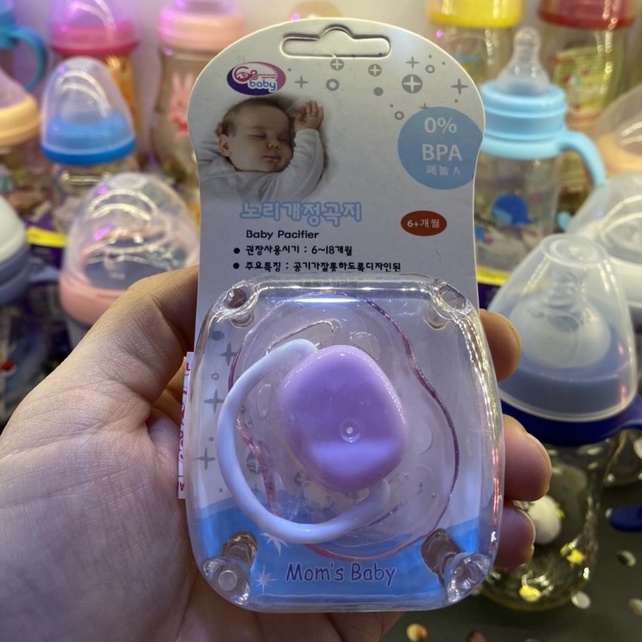 baby
0%
BPA
페놀 A
노리개젖꼭지
6+개월
Baby Pacifier
• 권장사용시기 : 6~18개월
• 주요특징 : 공기가잘통하도록디자인된
Mom's Baby